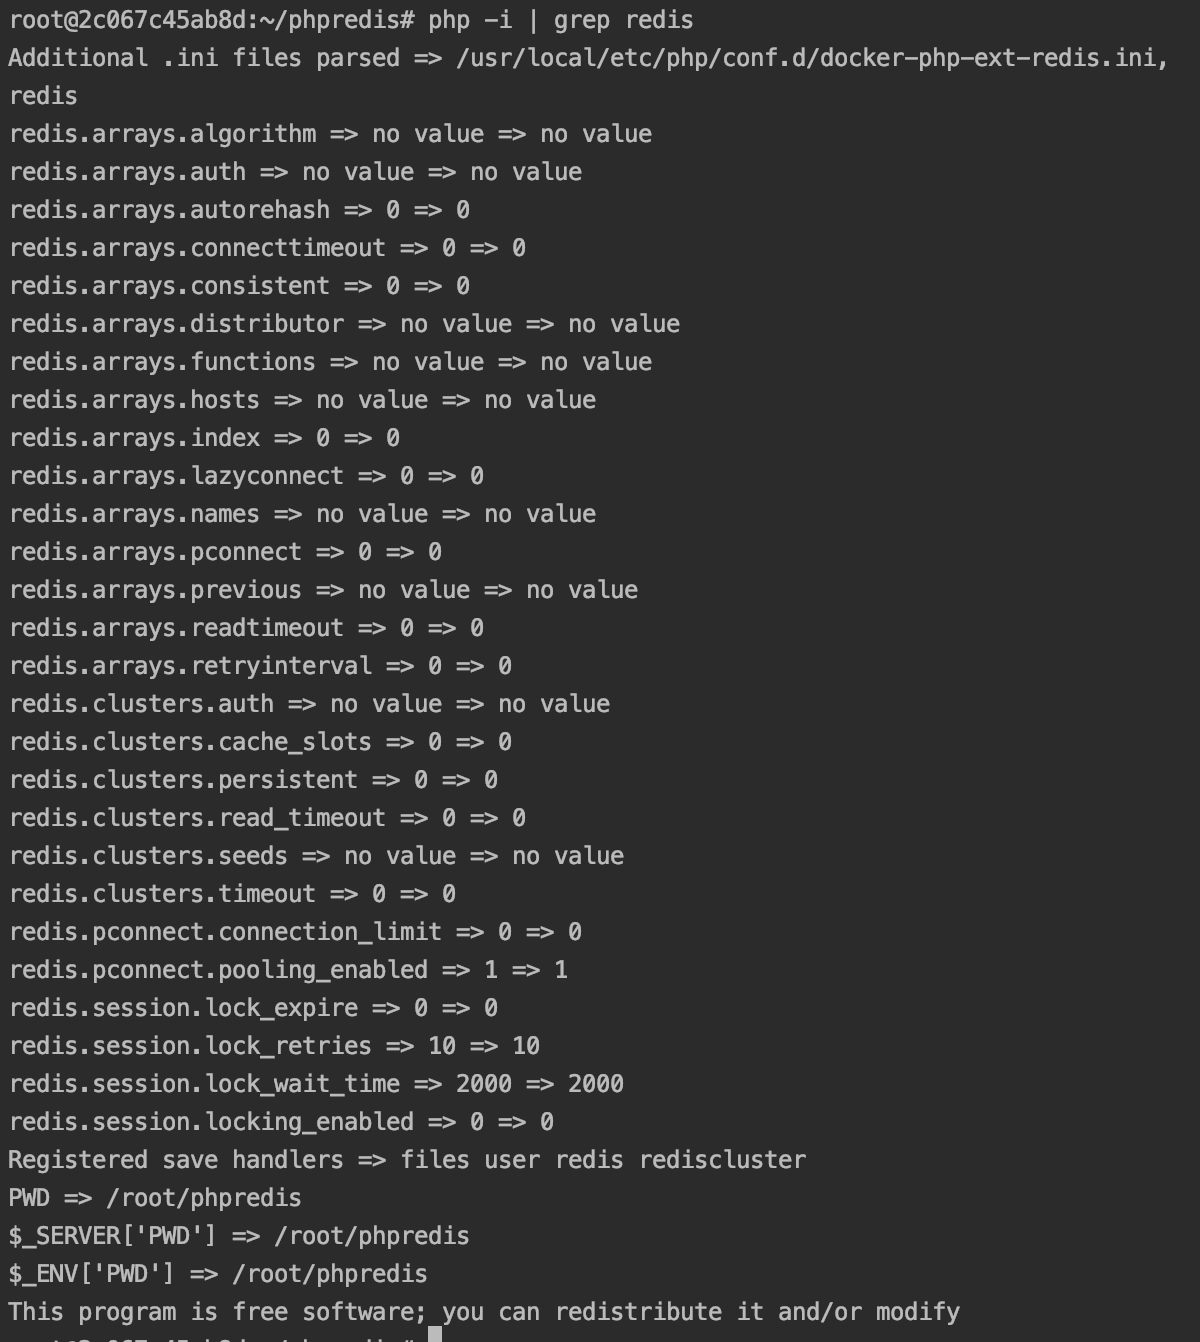 root@2c067c45ab8d:~/phpredis# php -i | grep redis
Additional .ini files parsed => /usr/local/etc/php/conf.d/docker-php-ext-redis.ini,
redis
redis.arrays.algorithm => no value => no value
redis.arrays.auth => no value => no value
redis.arrays.autorehash => 0 => 0
redis.arrays.connecttimeout => 0 => 0
redis.arrays.consistent => 0 => 0
redis.arrays.distributor => no value => no value
redis.arrays.functions => no value => no value
redis.arrays.hosts => no value => no value
redis.arrays.index => 0 => 0
redis.arrays.lazyconnect => 0 => 0
redis.arrays.names => no value => no value
redis.arrays.pconnect => 0 => 0
redis.arrays.previous => no value => no value
redis.arrays.readtimeout => 0 => 0
redis.arrays.retryinterval => 0 => 0
redis.clusters.auth => no value => no value
redis.clusters.cache_slots => 0 => 0
redis.clusters.persistent => 0 => 0
redis.clusters.read_timeout => 0 => 0
redis.clusters.seeds => no value => no value
redis.clusters.timeout => 0 => 0
redis.pconnect.connection_limit => 0 => 0
redis.pconnect.pooling_enabled => 1 => 1
redis.session.lock_expire => 0 => 0
redis.session.lock_retries => 10 => 10
redis.session.lock_wait_time => 2000 => 2000
redis.session.locking_enabled => 0 => 0
Registered save handlers => files user redis rediscluster
PWD => /root/phpredis
$_SERVER['PWD'] => /root/phpredis
$_ENV['PWD'] => /root/phpredis
This program is free software; you can redistribute it and/or modify